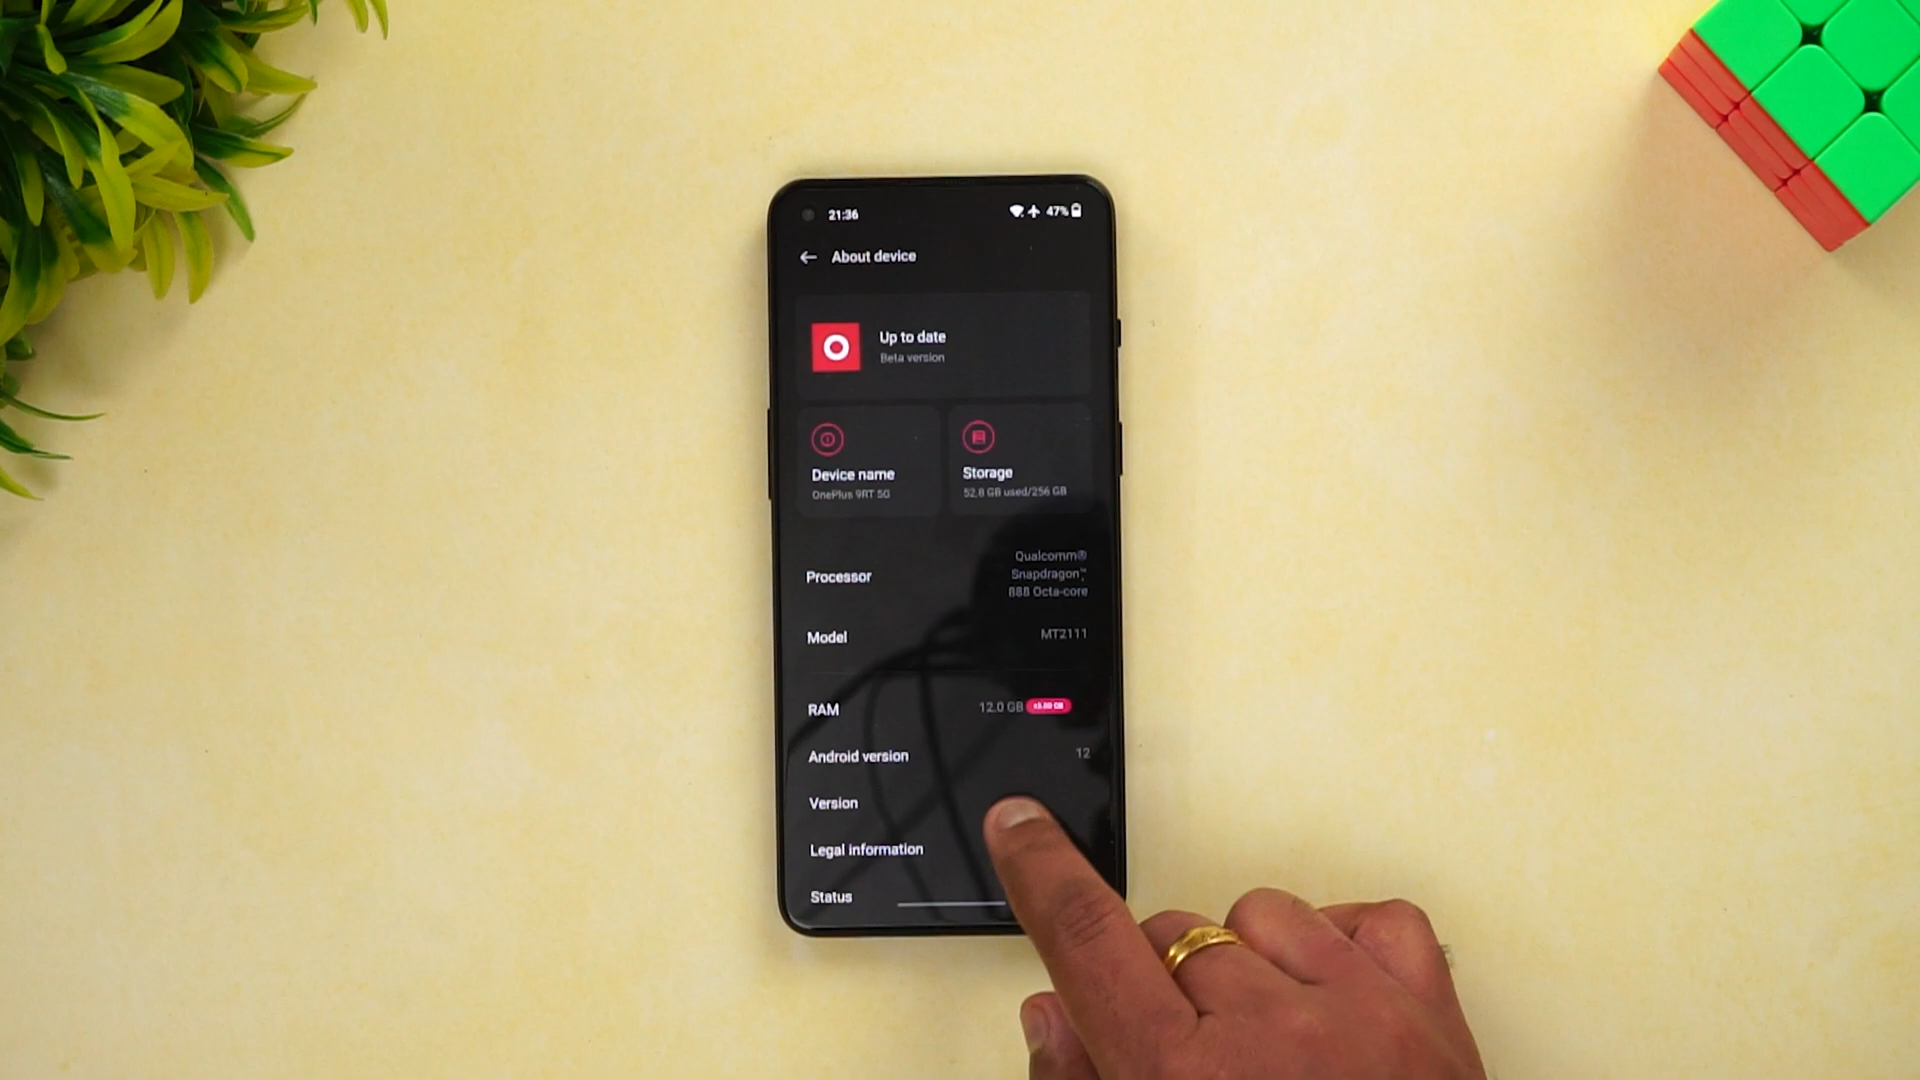 21:36
47%
About device
Up to date
Beta version
Device name
OnePlus 9RT 5G
Storage
52.8 GB used/256 GB
Processor
Qualcomm®
Snapdragon™
888 Octa-core
Model
MT2111
RAM
12.0 GB
Android version
12
Version
Legal information
Status